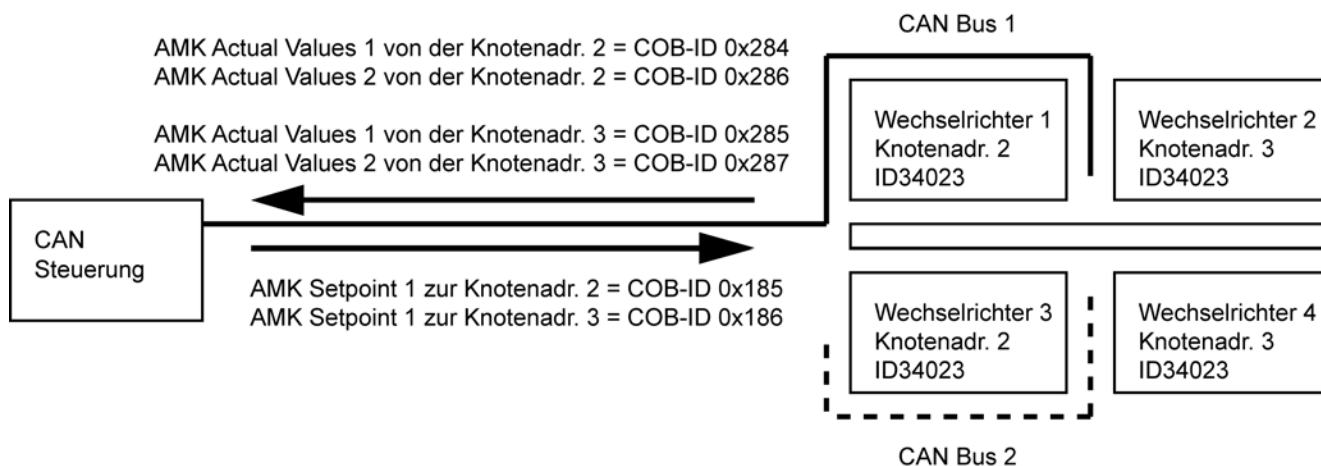 CAN Bus 1
AMK Actual Values 1 von der Knotenadr. 2 = COB-ID 0x284
AMK Actual Values 2 von der Knotenadr. 2 = COB-ID 0x286
AMK Actual Values 1 von der Knotenadr. 3 = COB-ID 0x285
AMK Actual Values 2 von der Knotenadr. 3 = COB-ID 0x287
Wechselrichter 1
Knotenadr. 2
ID34023
Wechselrichter 2
Knotenadr. 3
ID34023
CAN
Steuerung
AMK Setpoint 1 zur Knotenadr. 2 = COB-ID 0x185
AMK Setpoint 1 zur Knotenadr. 3 = COB-ID 0x186
Wechselrichter 3
Knotenadr. 2
ID34023
Wechselrichter 4
Knotenadr. 3
ID34023
CAN Bus 2